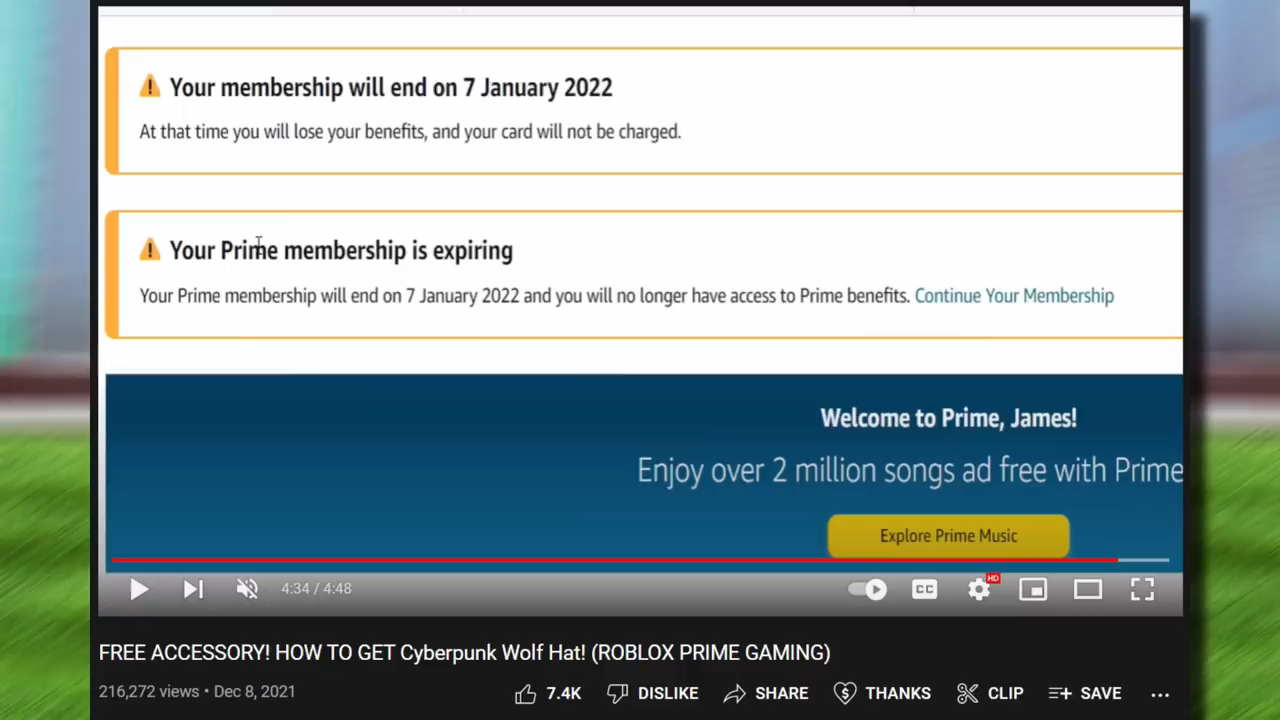 Your membership will end on 7 January 2022
At that time you will lose your benefits, and your card will not be charged.
Your Prime membership is expiring
Your Prime membership will end on 7 January 2022 and you will no longer have access to Prime benefits. Continue Your Membership
Welcome to Prime, James!
Enjoy over 2 million songs ad free with Prime
Explore Prime Music
4:34 / 4:48
CC
HD
FREE ACCESSORY! HOW TO GET Cyberpunk Wolf Hat! (ROBLOX PRIME GAMING)
216,272 views • Dec 8, 2021
7.4K DISLIKE SHARE THANKS CLIP SAVE ...